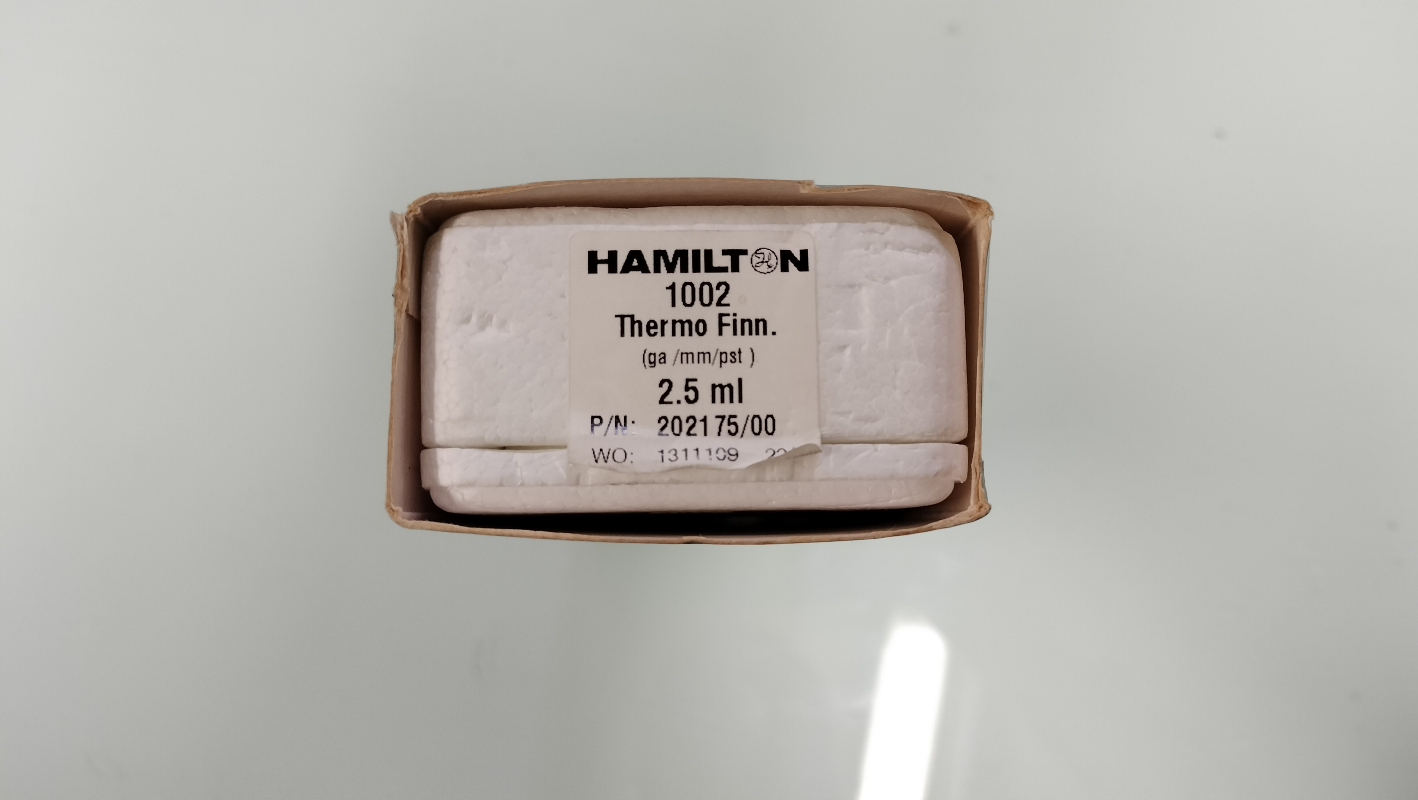 HAMILTON
1002
Thermo Finn.
(ga /mm/pst )
2.5 ml
P/N: 202175/00
WO: 1311109